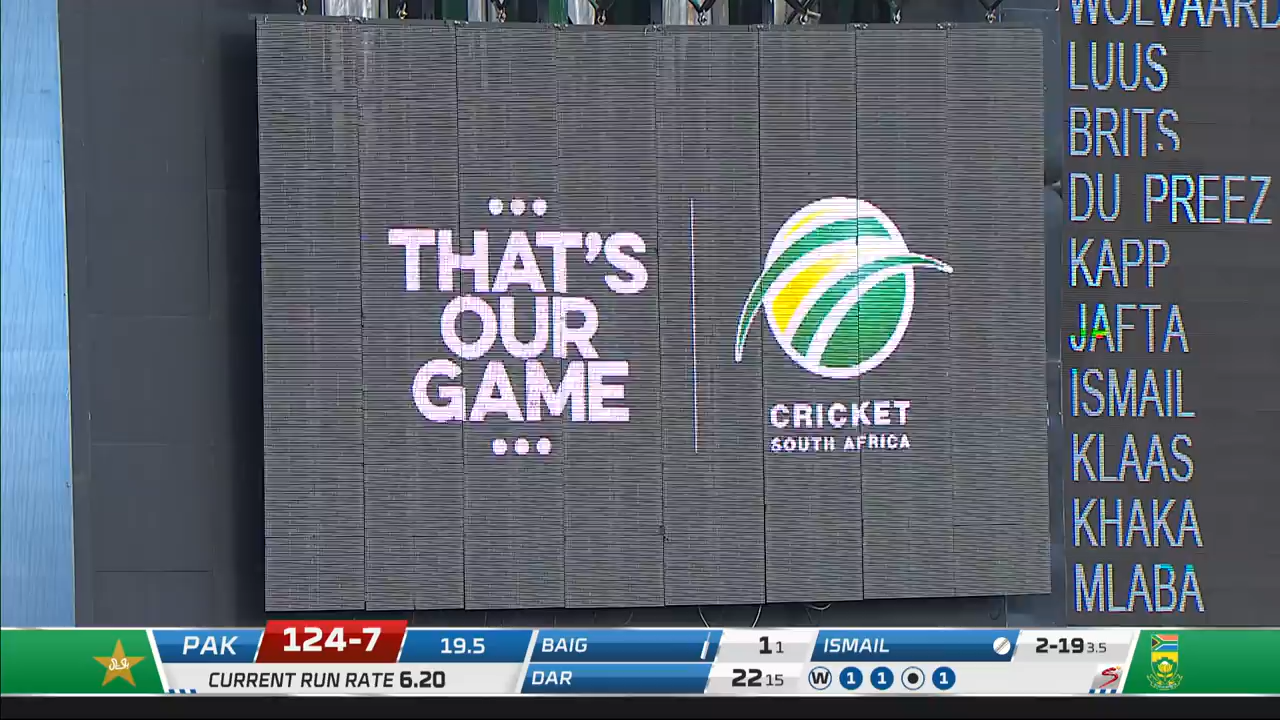 WOLVAARD
LUUS
BRITS
DU PREEZ
KAPP
JAFTA
ISMAIL
KLAAS
KHAKA
MLABA
THAT'S
OUR
GAME
CRICKET
SOUTH AFRICA
PAK 124-7 19.5 BAIG 1 1 ISMAIL 2-19 3.5
CURRENT RUN RATE 6.20 DAR 22 15 W 1 1 1
S